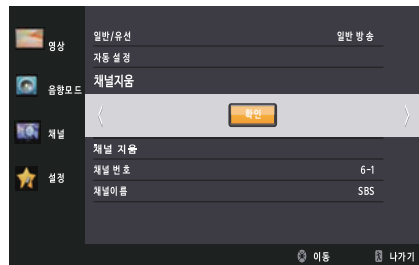 영상
음향모드
채널
설정
일반/유선 일반 방송
자동 설정
채널지움
확인
채널 지움
채널 번호 6-1
채널이름 SBS
이동 나가기